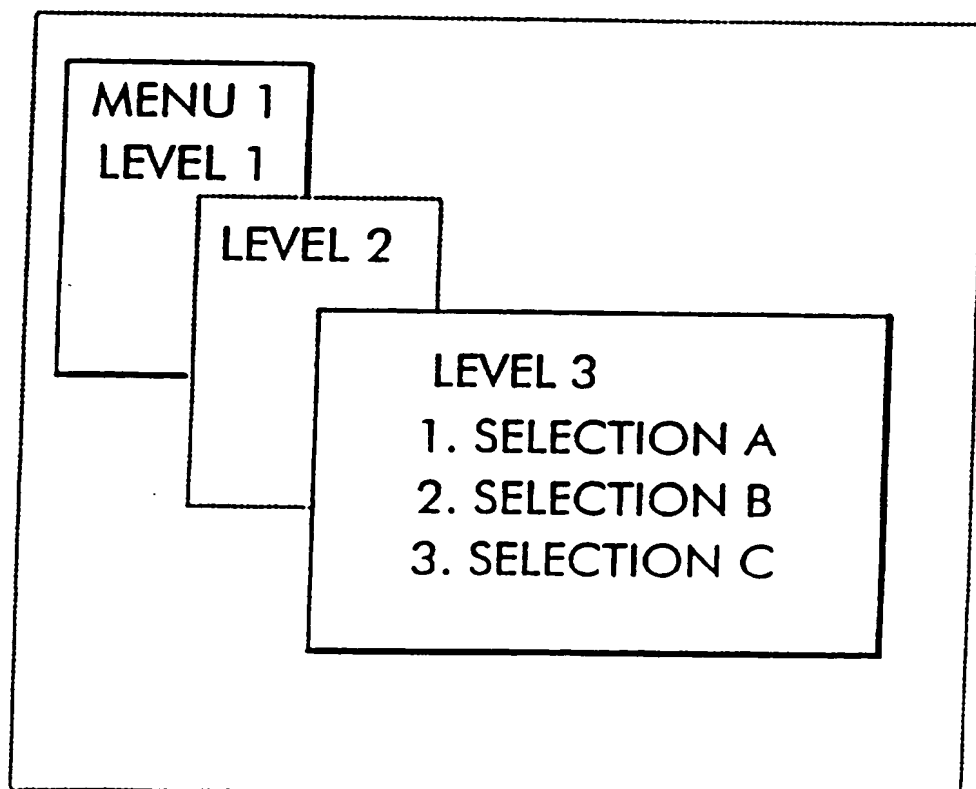 MENU 1
LEVEL 1
LEVEL 2
LEVEL 3
1. SELECTION A
2. SELECTION B
3. SELECTION C